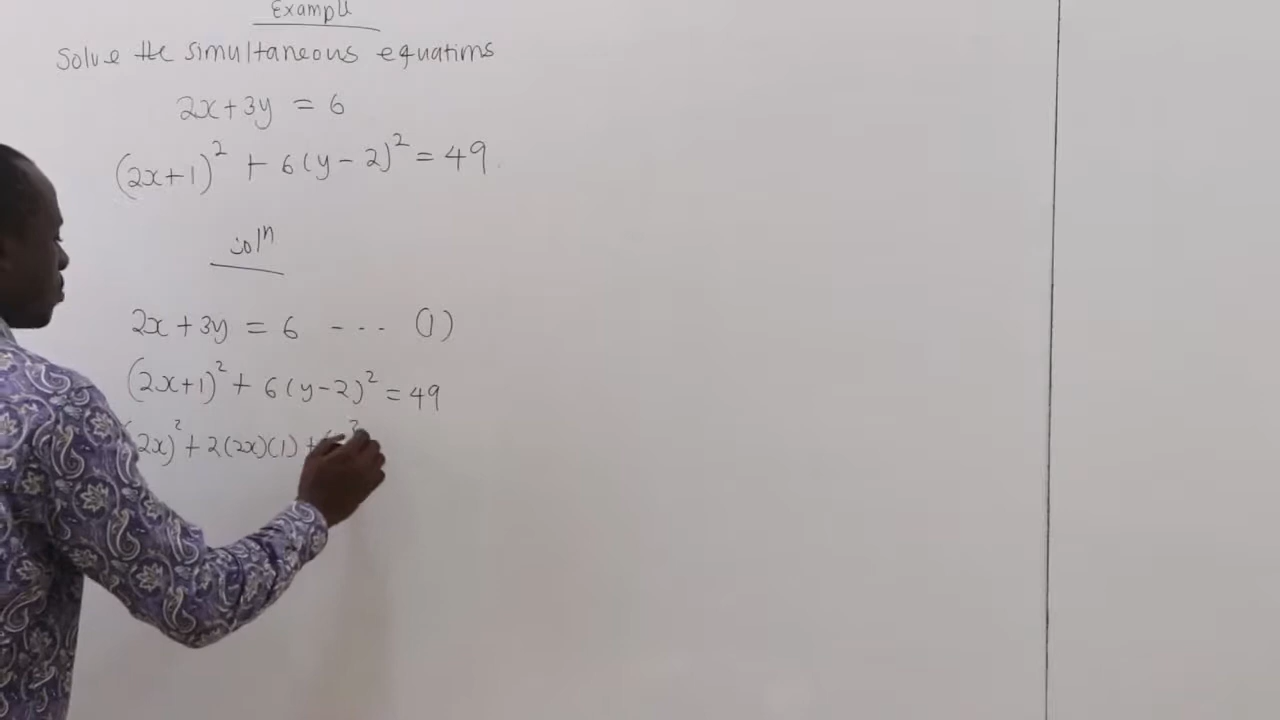 Example
Solve the simultaneous equations
2x+3y = 6
(2x+1)² + 6(y-2)² = 49
soln
2x+3y = 6 --- (1)
(2x+1)² + 6(y-2)² = 49
(2x)² + 2(2x)(1) +